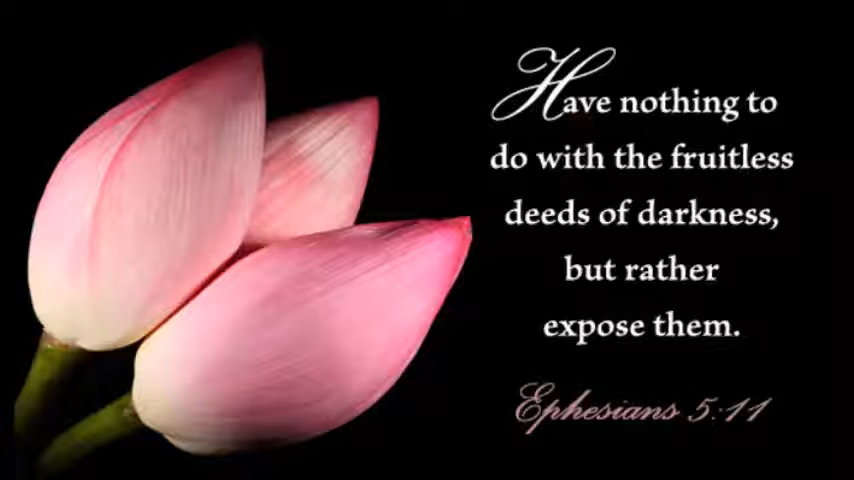 Have nothing to
do with the fruitless
deeds of darkness,
but rather
expose them.
Ephesians 5:11